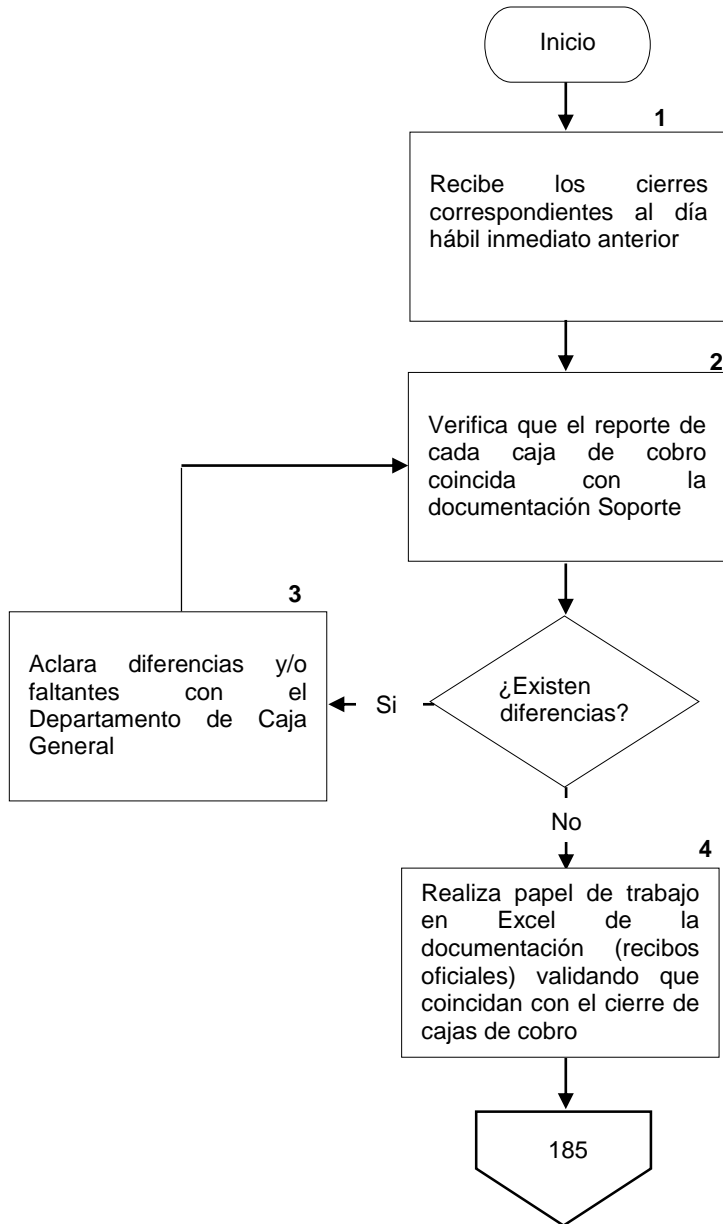 Inicio
1
Recibe los cierres
correspondientes al día
hábil inmediato anterior
2
Verifica que el reporte de
cada caja de cobro
coincida con la
documentación Soporte
3
Aclara diferencias y/o
faltantes con el
Departamento de Caja
General
Si
¿Existen
diferencias?
No
4
Realiza papel de trabajo
en Excel de la
documentación (recibos
oficiales) validando que
coincidan con el cierre de
cajas de cobro
185